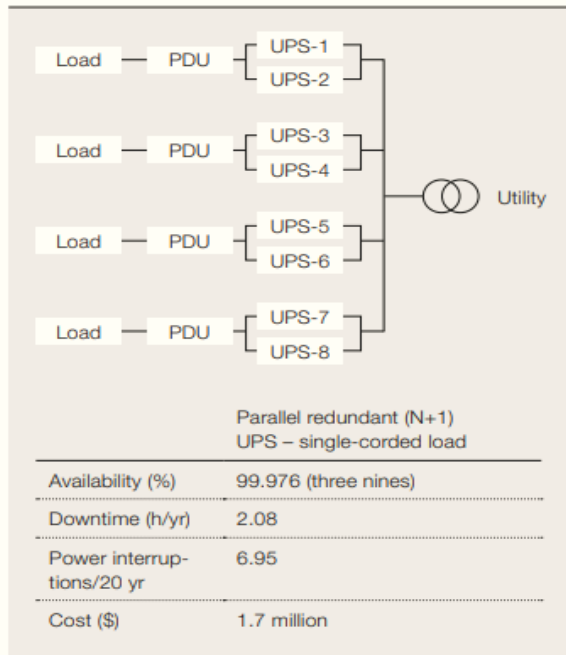 Load
PDU
UPS-1
UPS-2
Load
PDU
UPS-3
UPS-4
Utility
Load
PDU
UPS-5
UPS-6
Load
PDU
UPS-7
UPS-8
Parallel redundant (N+1)
UPS – single-corded load
Availability (%) 99.976 (three nines)
Downtime (h/yr) 2.08
Power interrup- 6.95
tions/20 yr
Cost ($) 1.7 million